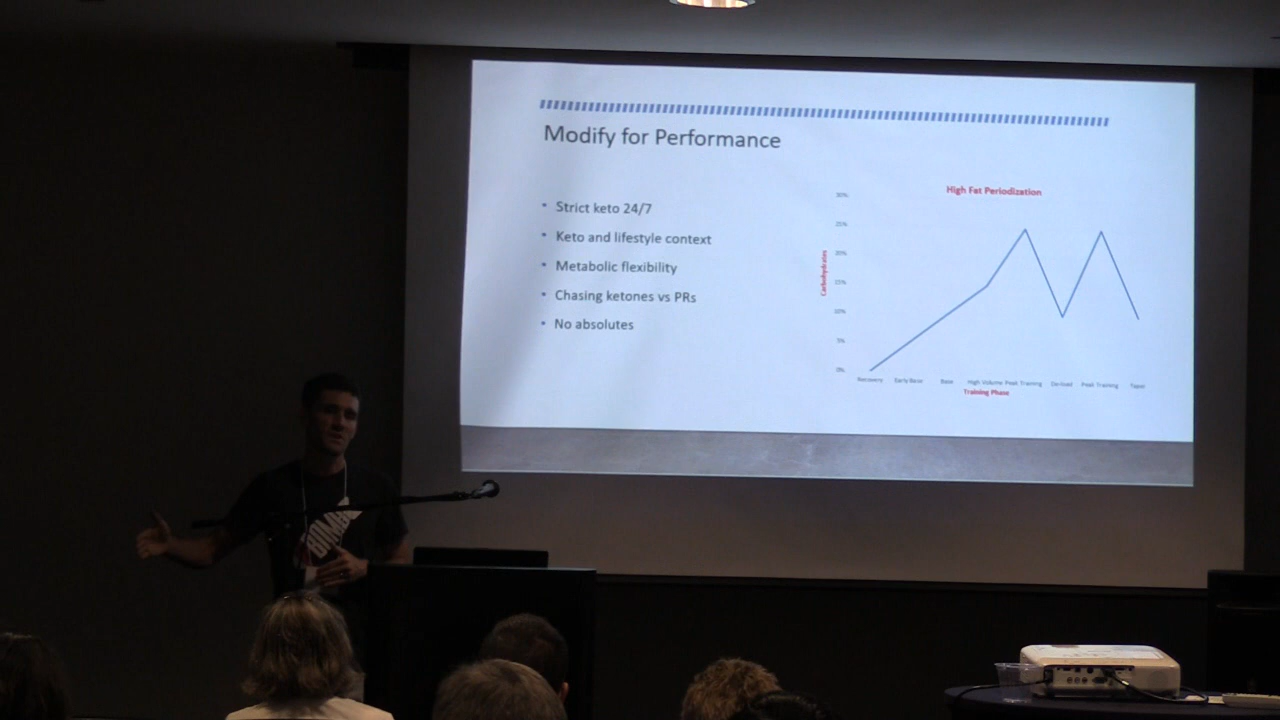 Modify for Performance
• Strict keto 24/7
• Keto and lifestyle context
• Metabolic flexibility
• Chasing ketones vs PRs
• No absolutes
High Fat Periodization
30%
25%
20%
15%
10%
5%
0%
Carbohydrates
Recovery Early Base Base High Volume Peak Training De-load Peak Training Taper
Training Phase